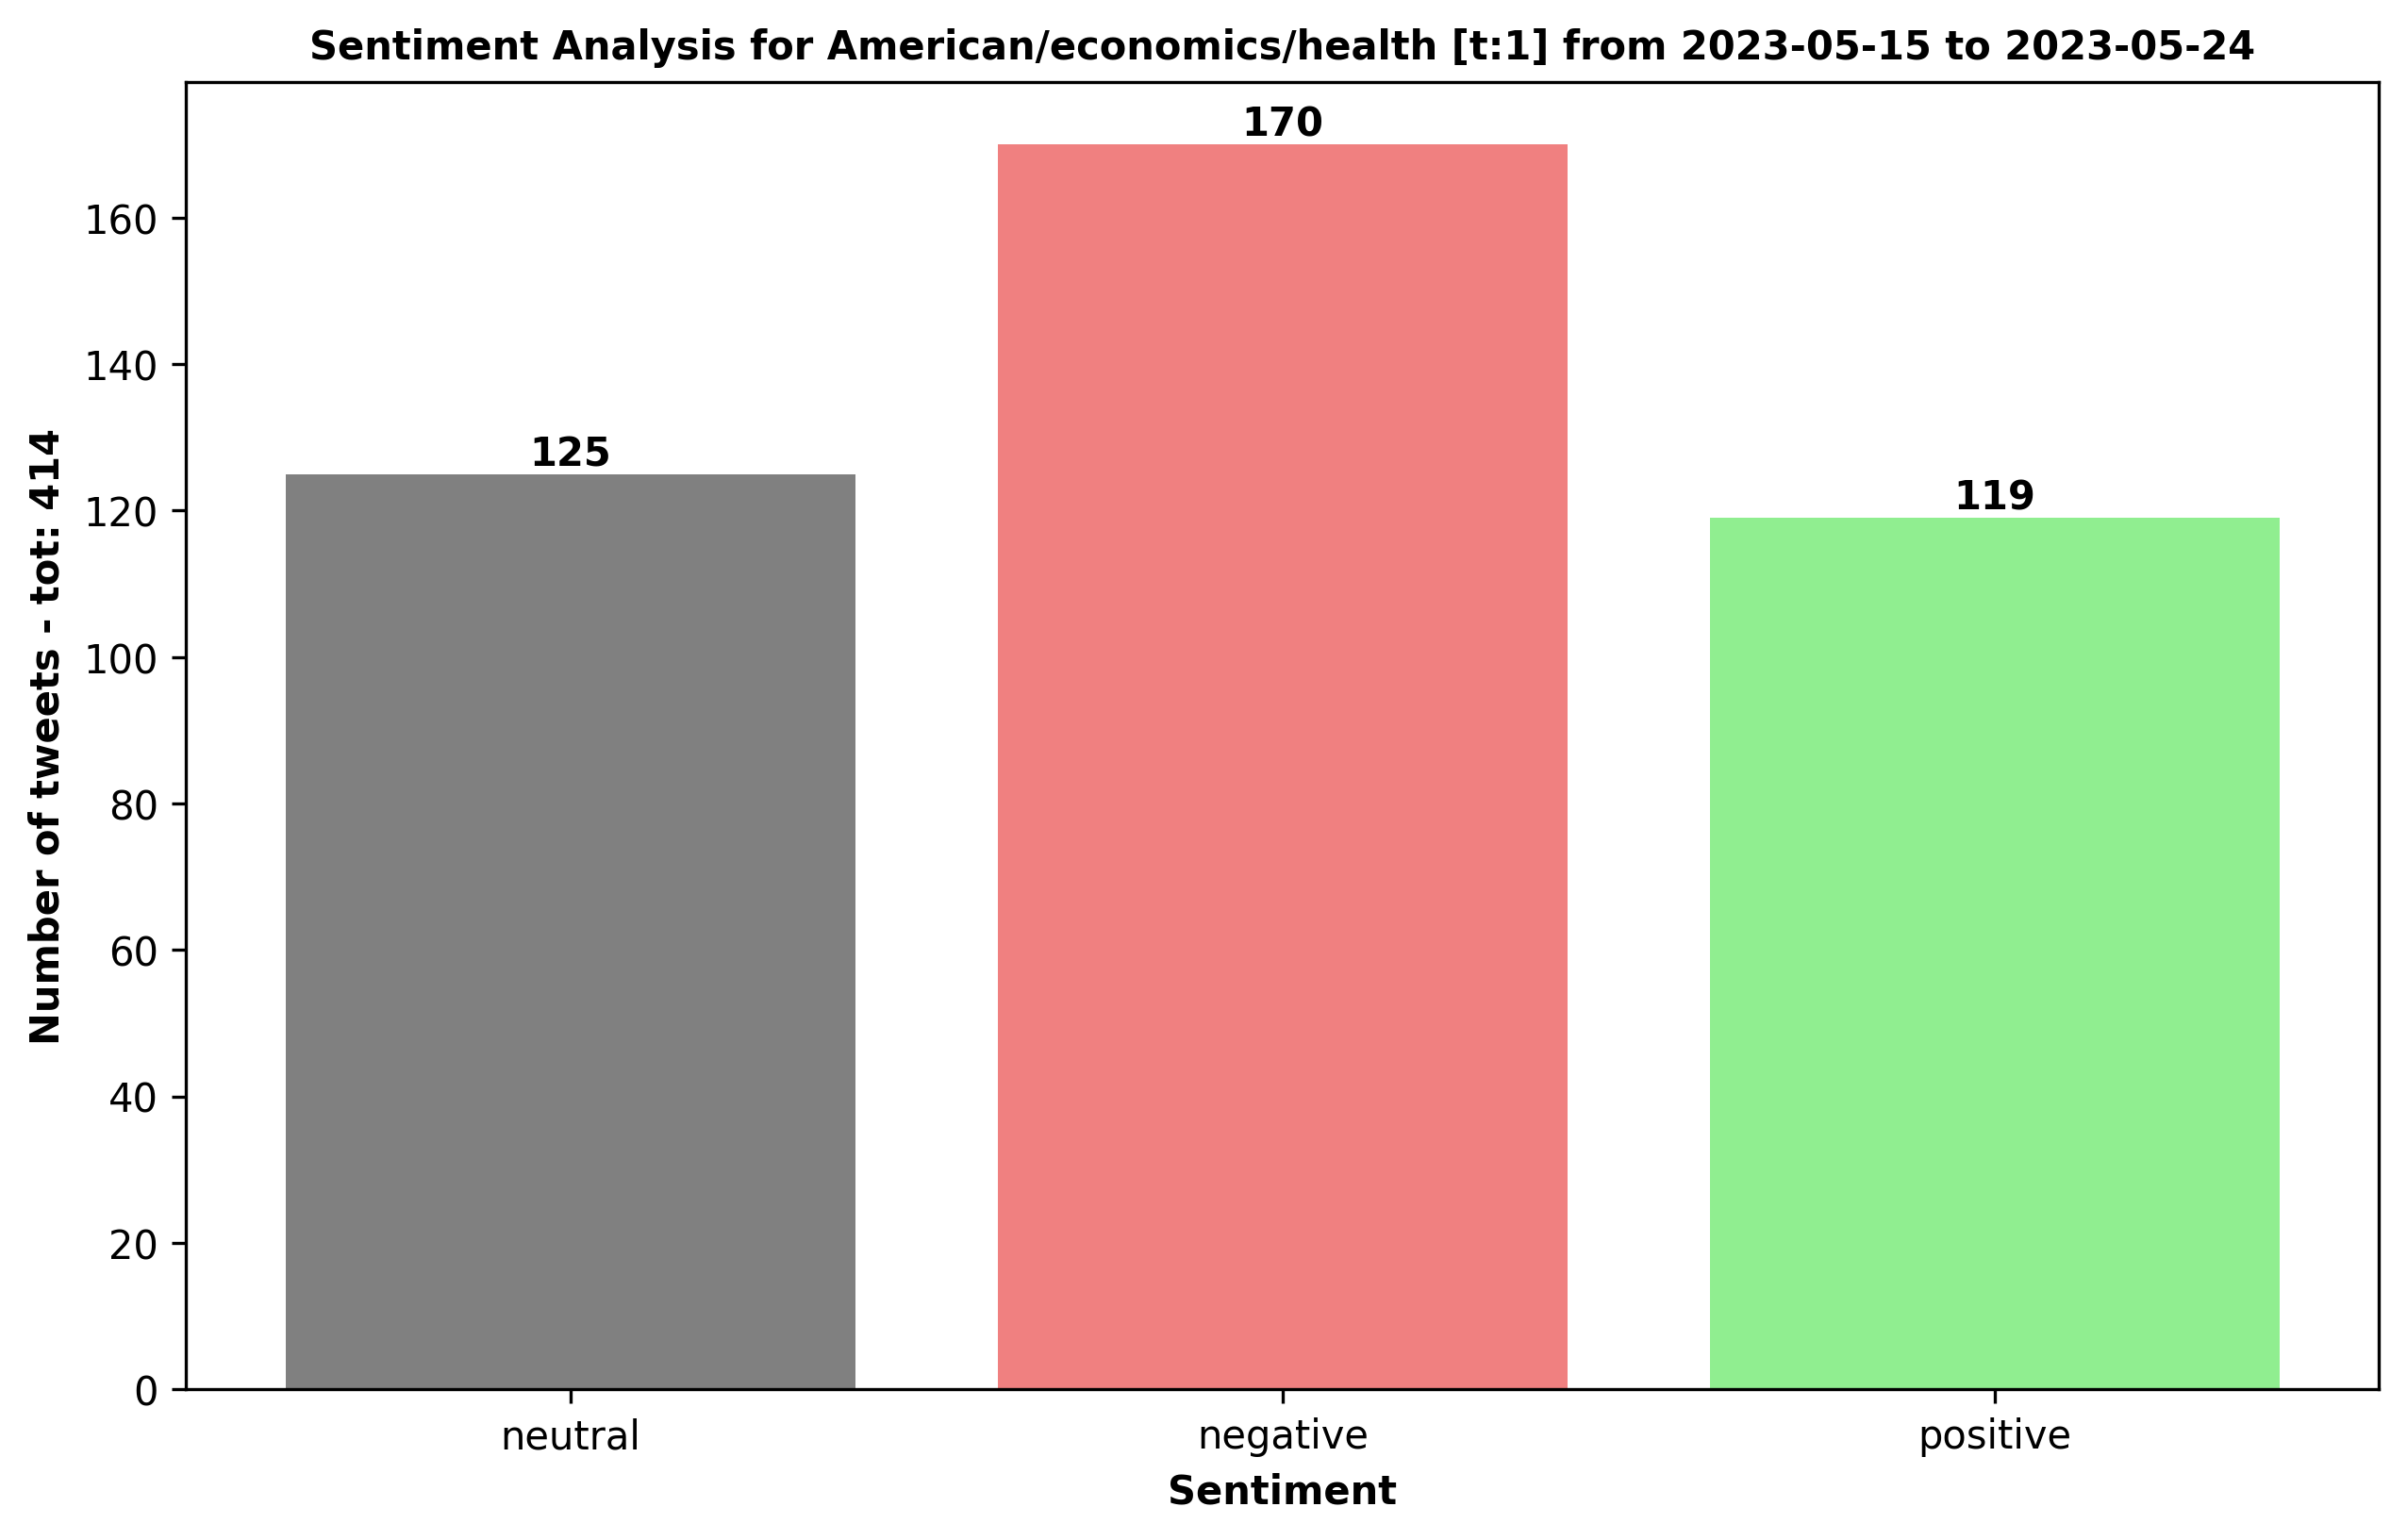 Sentiment Analysis for American/economics/health [t:1] from 2023-05-15 to 2023-05-24
Number of tweets - tot: 414
160
140
120
100
80
60
40
20
0
125
170
119
neutral
negative
positive
Sentiment